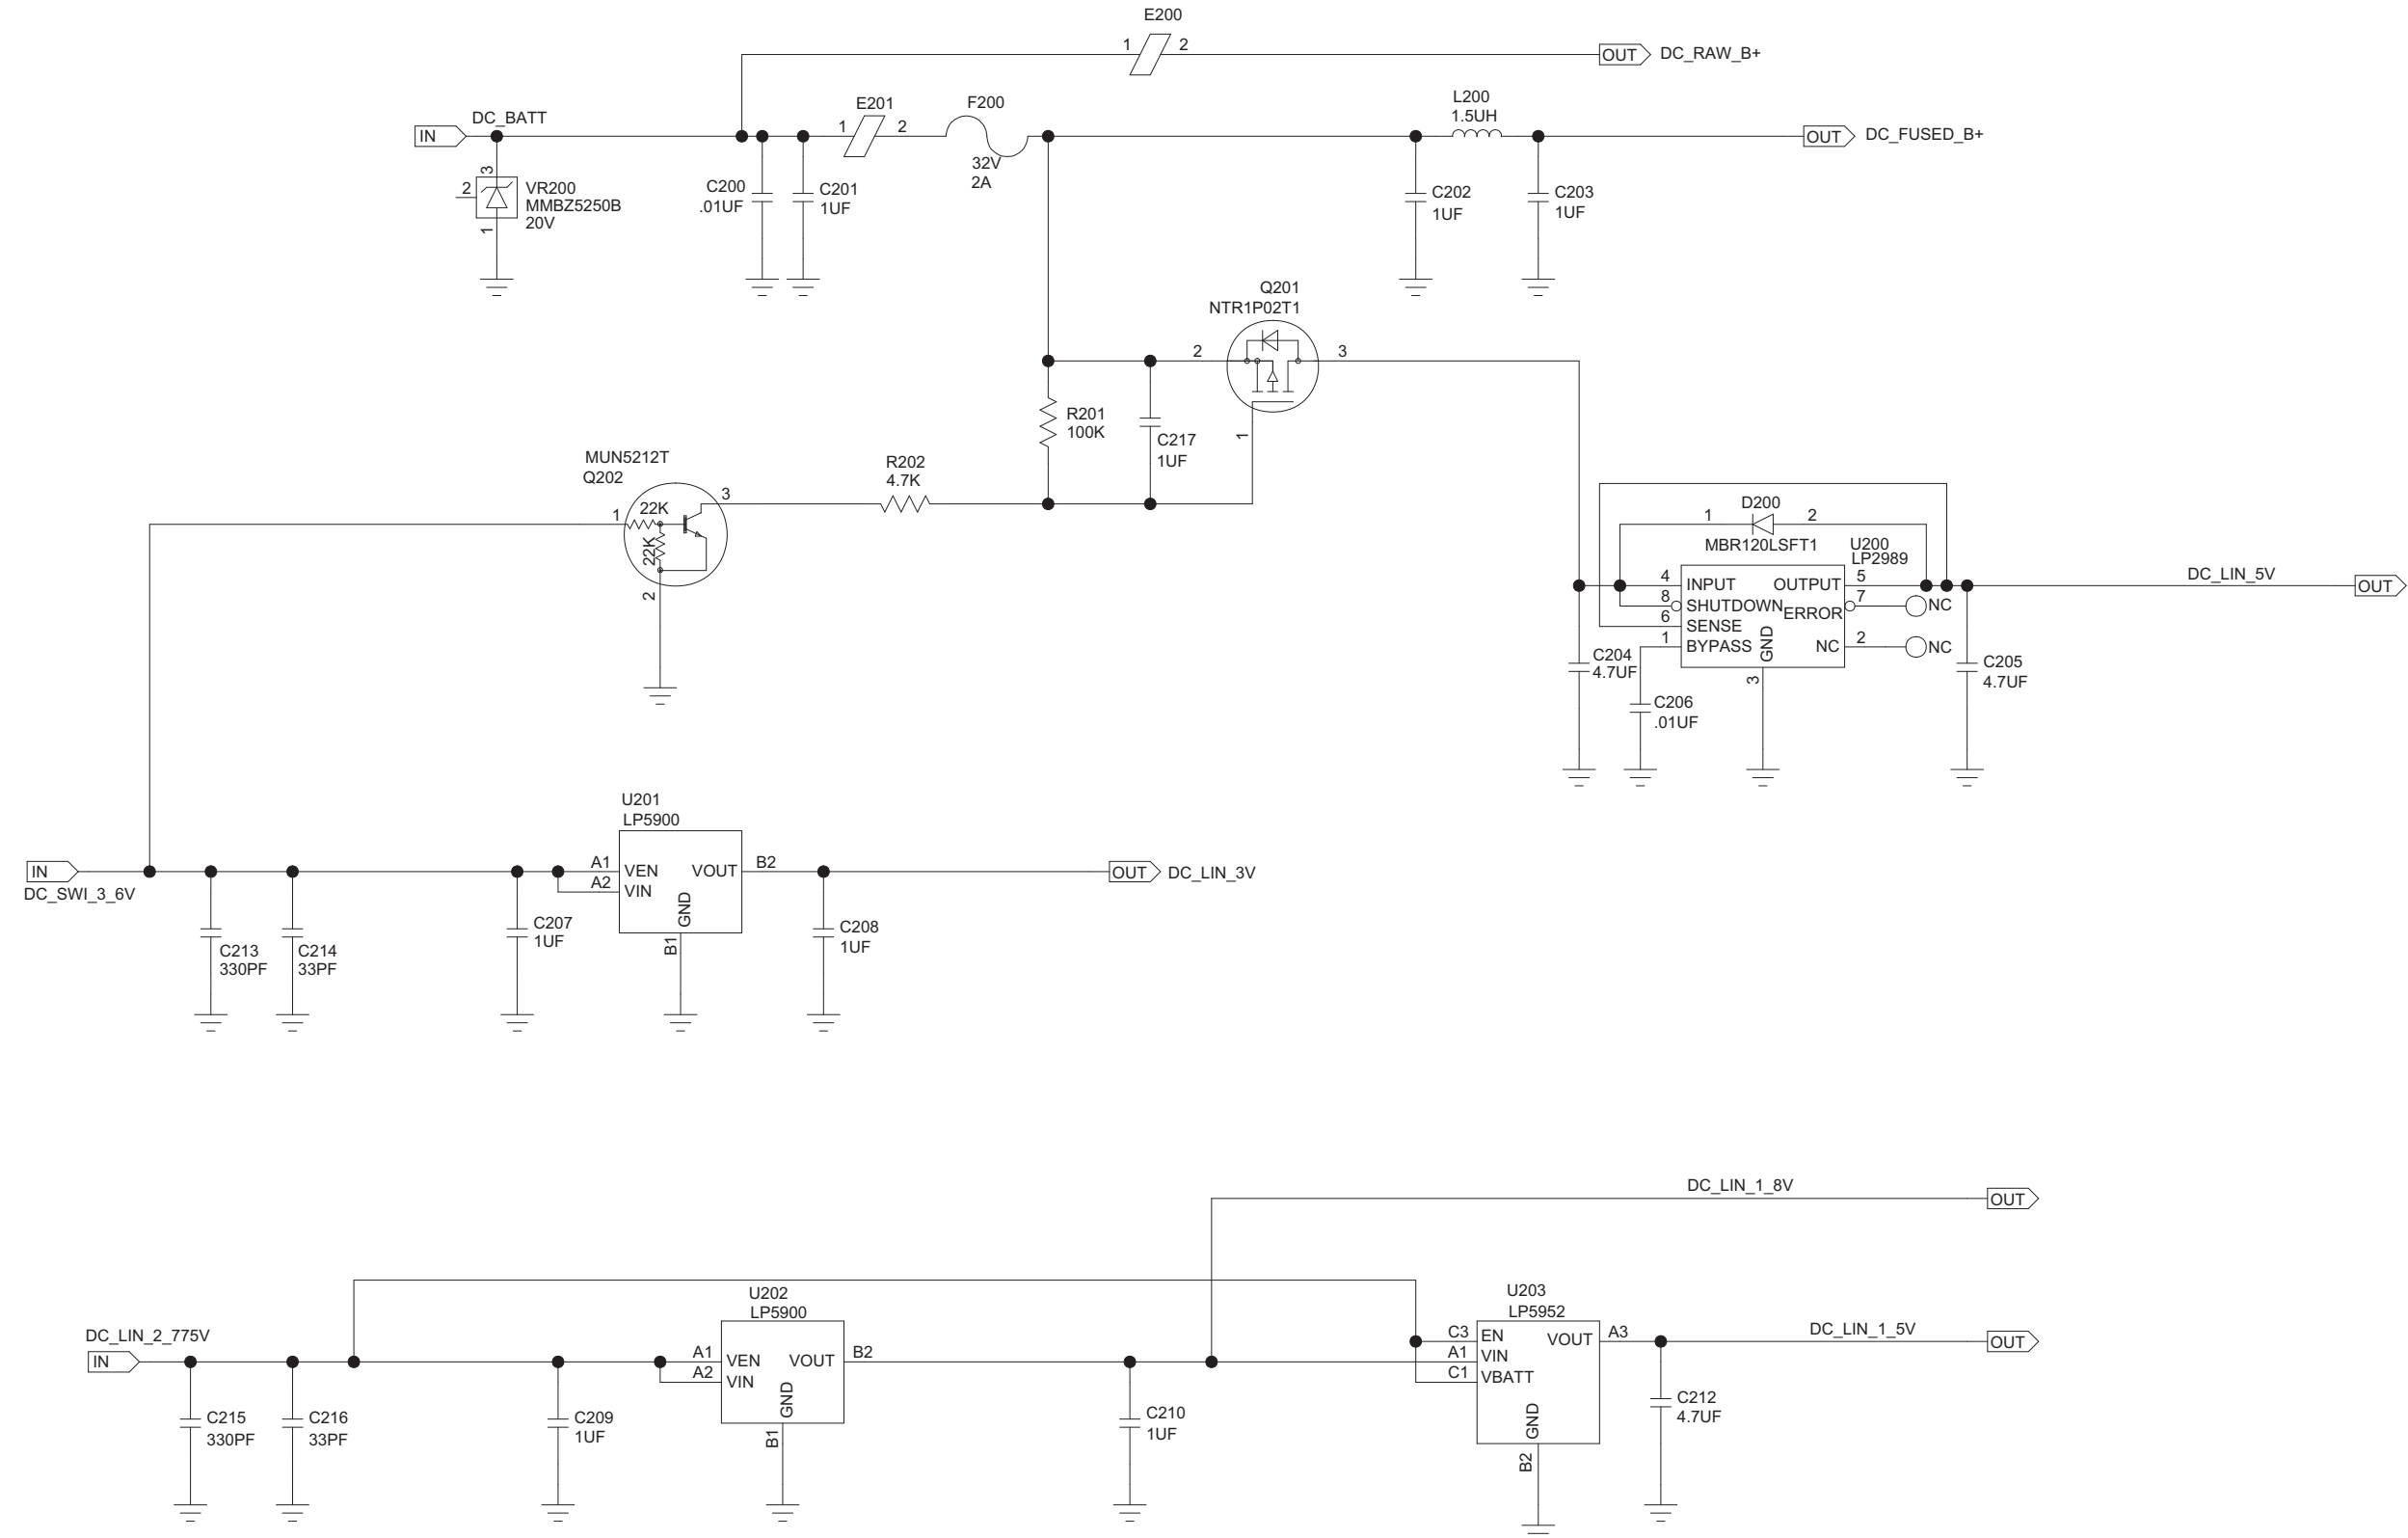 E200
1
2
OUT
DC_RAW_B+
IN
DC_BATT
E201
1
2
F200
32V
2A
L200
1.5UH
OUT
DC_FUSED_B+
3
2
1
VR200
MMBZ5250B
20V
C200
.01UF
C201
1UF
C202
1UF
C203
1UF
Q201
NTR1P02T1
2
3
1
R201
100K
C217
1UF
MUN5212T
Q202
22K
22K
1
3
2
R202
4.7K
D200
1
2
MBR120LSFT1
U200
LP2989
4
INPUT
OUTPUT
5
8
SHUTDOWN
ERROR
7
NC
6
SENSE
1
BYPASS
GND
NC
2
NC
3
DC_LIN_5V
OUT
C204
4.7UF
C206
.01UF
C205
4.7UF
U201
LP5900
IN
DC_SWI_3_6V
A1
VEN
VOUT
B2
A2
VIN
GND
B1
OUT
DC_LIN_3V
C213
330PF
C214
33PF
C207
1UF
C208
1UF
DC_LIN_1_8V
OUT
U202
LP5900
U203
LP5952
DC_LIN_2_775V
IN
A1
VEN
VOUT
B2
A2
VIN
GND
B1
C3
EN
VOUT
A3
A1
VIN
C1
VBATT
GND
B2
DC_LIN_1_5V
OUT
C215
330PF
C216
33PF
C209
1UF
C210
1UF
C212
4.7UF